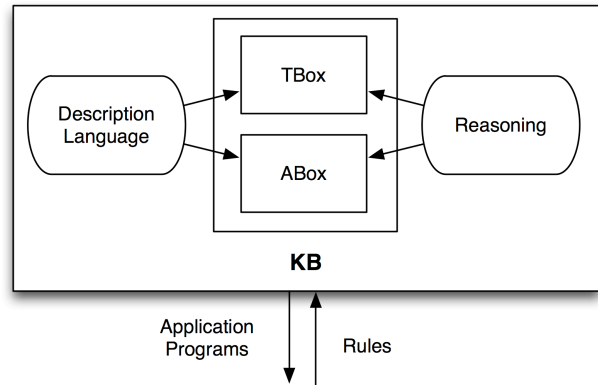 TBox
Description
Language
Reasoning
ABox
KB
Application
Programs
Rules